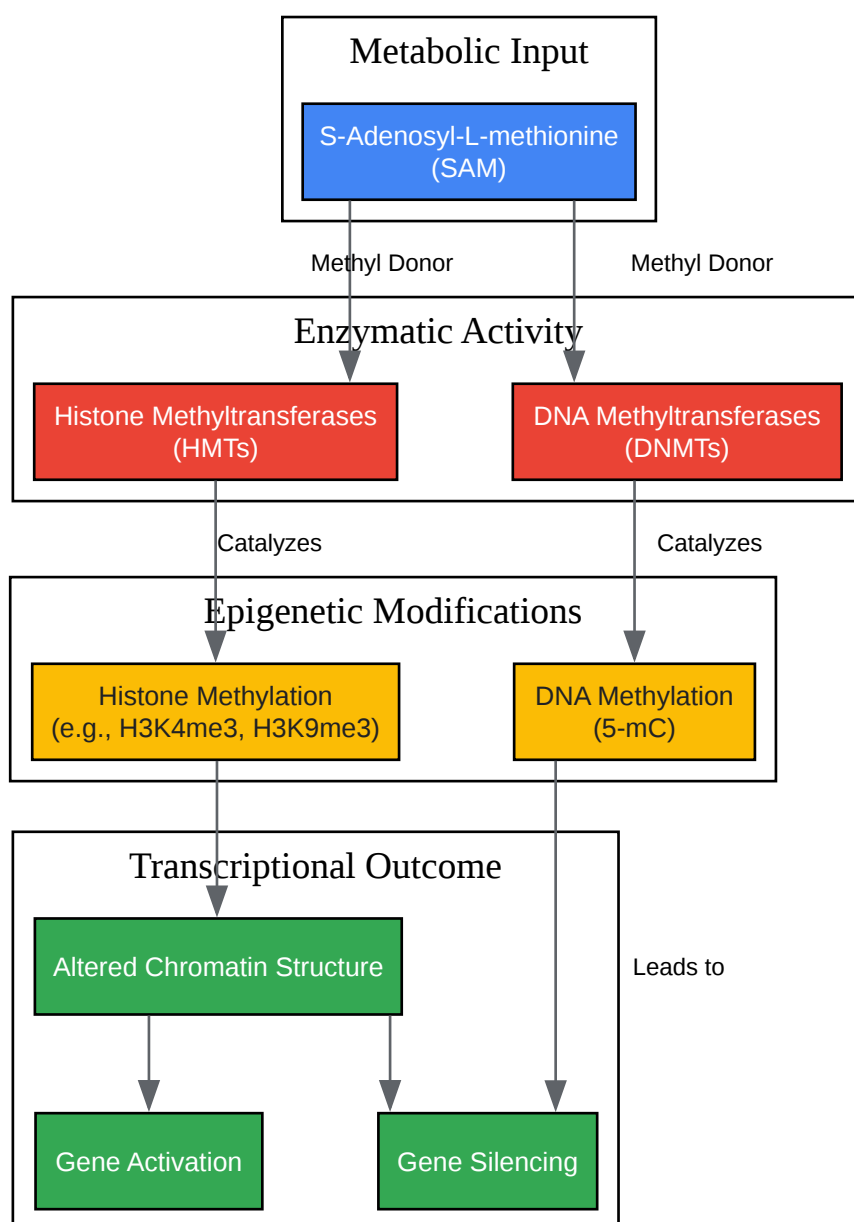 Metabolic Input
S-Adenosyl-L-methionine
(SAM)
Methyl Donor
Methyl Donor
Enzymatic Activity
Histone Methyltransferases
(HMTs)
DNA Methyltransferases
(DNMTs)
Catalyzes
Catalyzes
Epigenetic Modifications
Histone Methylation
(e.g., H3K4me3, H3K9me3)
DNA Methylation
(5-mC)
Transcriptional Outcome
Altered Chromatin Structure
Leads to
Gene Activation
Gene Silencing